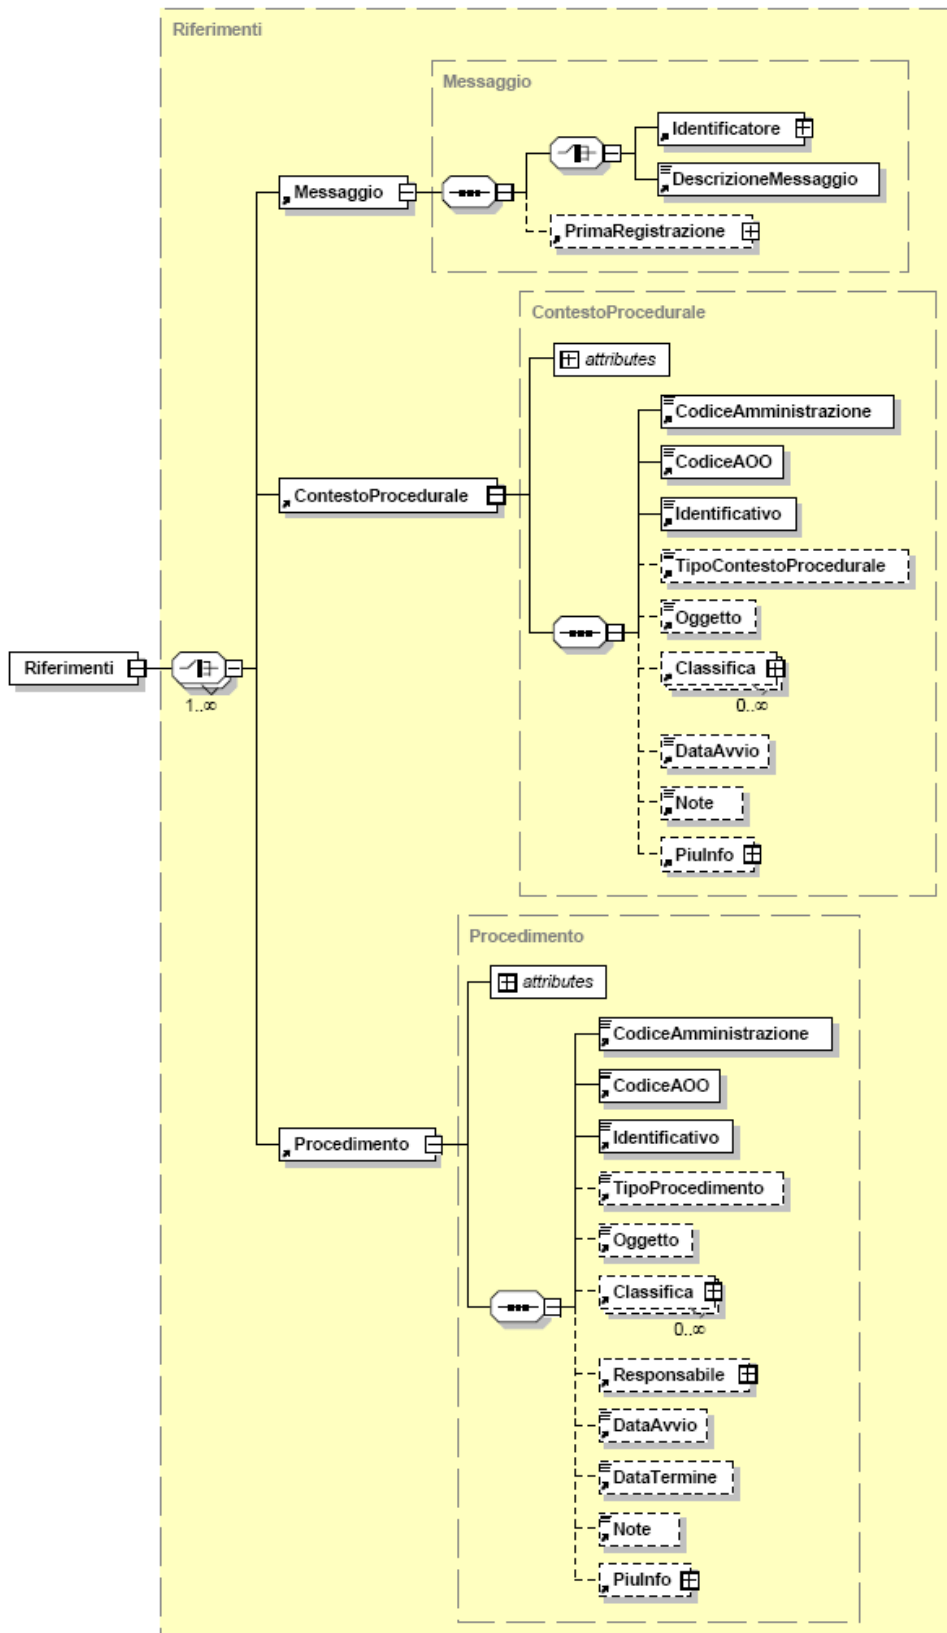 Riferimenti
Messaggio
Identificatore
DescrizioneMessaggio
Messaggio
PrimaRegistrazione
ContestoProcedurale
attributes
CodiceAmministrazione
CodiceAOO
ContestoProcedurale
Identificativo
TipoContestoProcedurale
Oggetto
Riferimenti
1..∞
Classifica
0..∞
DataAvvio
Note
PiuInfo
Procedimento
attributes
CodiceAmministrazione
CodiceAOO
Procedimento
Identificativo
TipoProcedimento
Oggetto
Classifica
0..∞
Responsabile
DataAvvio
DataTermine
Note
PiuInfo